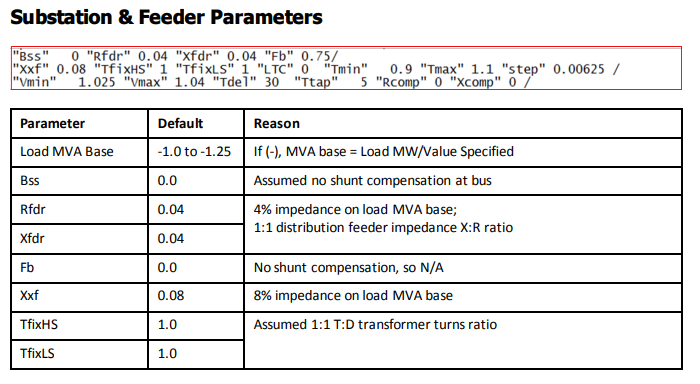 Substation & Feeder Parameters
"Bss" 0 "Rfdr" 0.04 "Xfdr" 0.04 "Fb" 0.75/
"Xxf" 0.08 "TfixHS" 1 "TfixLS" 1 "LTC" 0 "Tmin" 0.9 "Tmax" 1.1 "step" 0.00625 /
"Vmin" 1.025 "Vmax" 1.04 "Tdel" 30 "Ttap" 5 "Rcomp" 0 "Xcomp" 0 /
Parameter Default Reason
Load MVA Base -1.0 to -1.25 If (-), MVA base = Load MW/Value Specified
Bss 0.0 Assumed no shunt compensation at bus
Rfdr 0.04 4% impedance on load MVA base;
1:1 distribution feeder impedance X:R ratio
Xfdr 0.04
Fb 0.0 No shunt compensation, so N/A
Xxf 0.08 8% impedance on load MVA base
TfixHS 1.0 Assumed 1:1 T:D transformer turns ratio
TfixLS 1.0